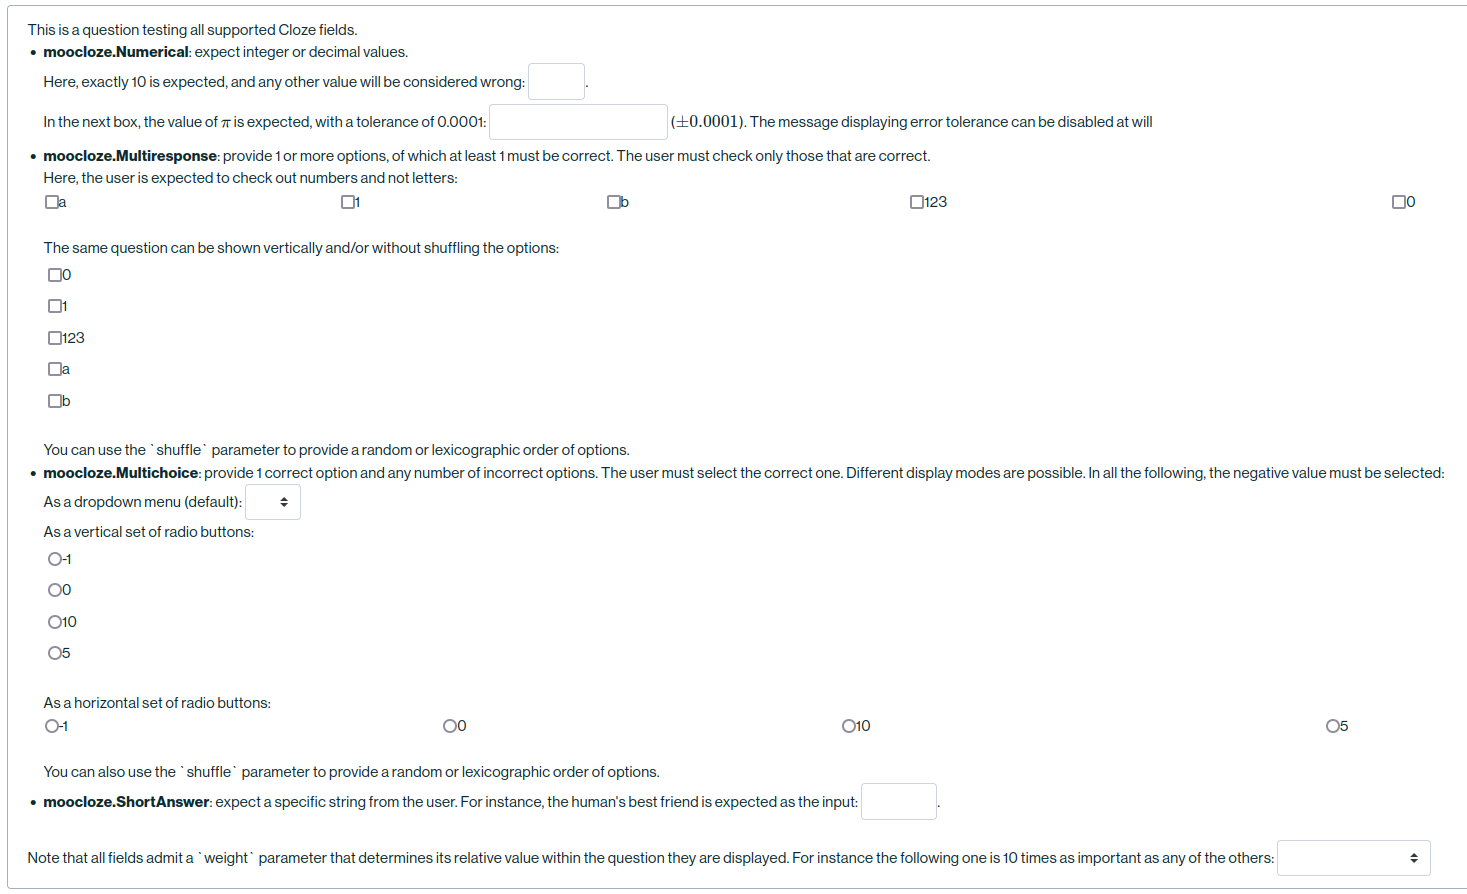 This is a question testing all supported Cloze fields.
• moocloze.Numerical: expect integer or decimal values.
Here, exactly 10 is expected, and any other value will be considered wrong: .
In the next box, the value of π is expected, with a tolerance of 0.0001: (±0.0001). The message displaying error tolerance can be disabled at will
• moocloze.Multiresponse: provide 1 or more options, of which at least 1 must be correct. The user must check only those that are correct.
Here, the user is expected to check out numbers and not letters:
a 1 b 123 0
The same question can be shown vertically and/or without shuffling the options:
0
1
123
a
b
You can use the `shuffle` parameter to provide a random or lexicographic order of options.
• moocloze.Multichoice: provide 1 correct option and any number of incorrect options. The user must select the correct one. Different display modes are possible. In all the following, the negative value must be selected:
As a dropdown menu (default):
As a vertical set of radio buttons:
-1
0
10
5
As a horizontal set of radio buttons:
-1 0 10 5
You can also use the `shuffle` parameter to provide a random or lexicographic order of options.
• moocloze.ShortAnswer: expect a specific string from the user. For instance, the human's best friend is expected as the input: .
Note that all fields admit a `weight` parameter that determines its relative value within the question they are displayed. For instance the following one is 10 times as important as any of the others: